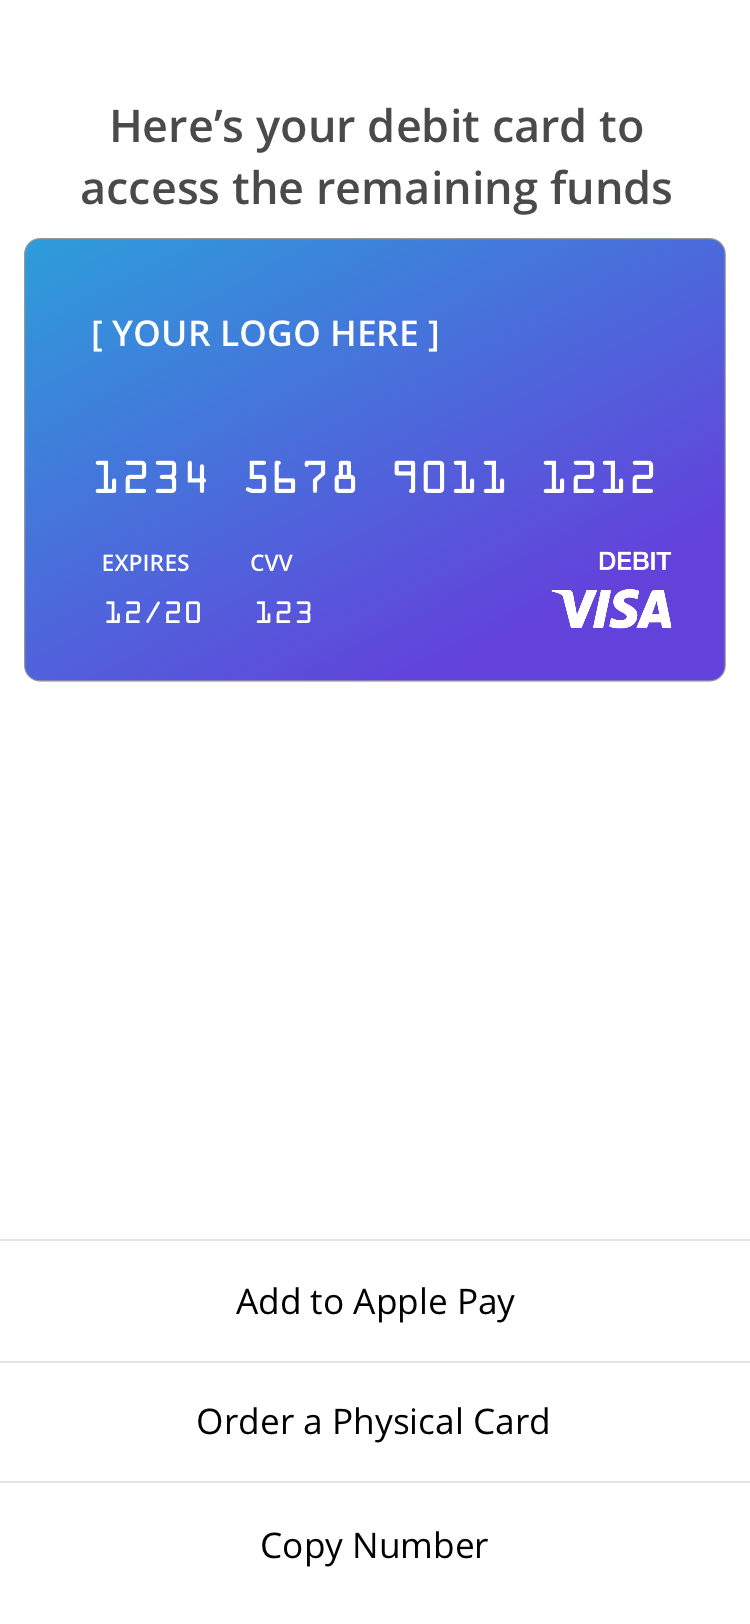 Here’s your debit card to
access the remaining funds
[ YOUR LOGO HERE ]
1234 5678 9011 1212
EXPIRES CVV DEBIT
12/20 123 VISA
Add to Apple Pay
Order a Physical Card
Copy Number